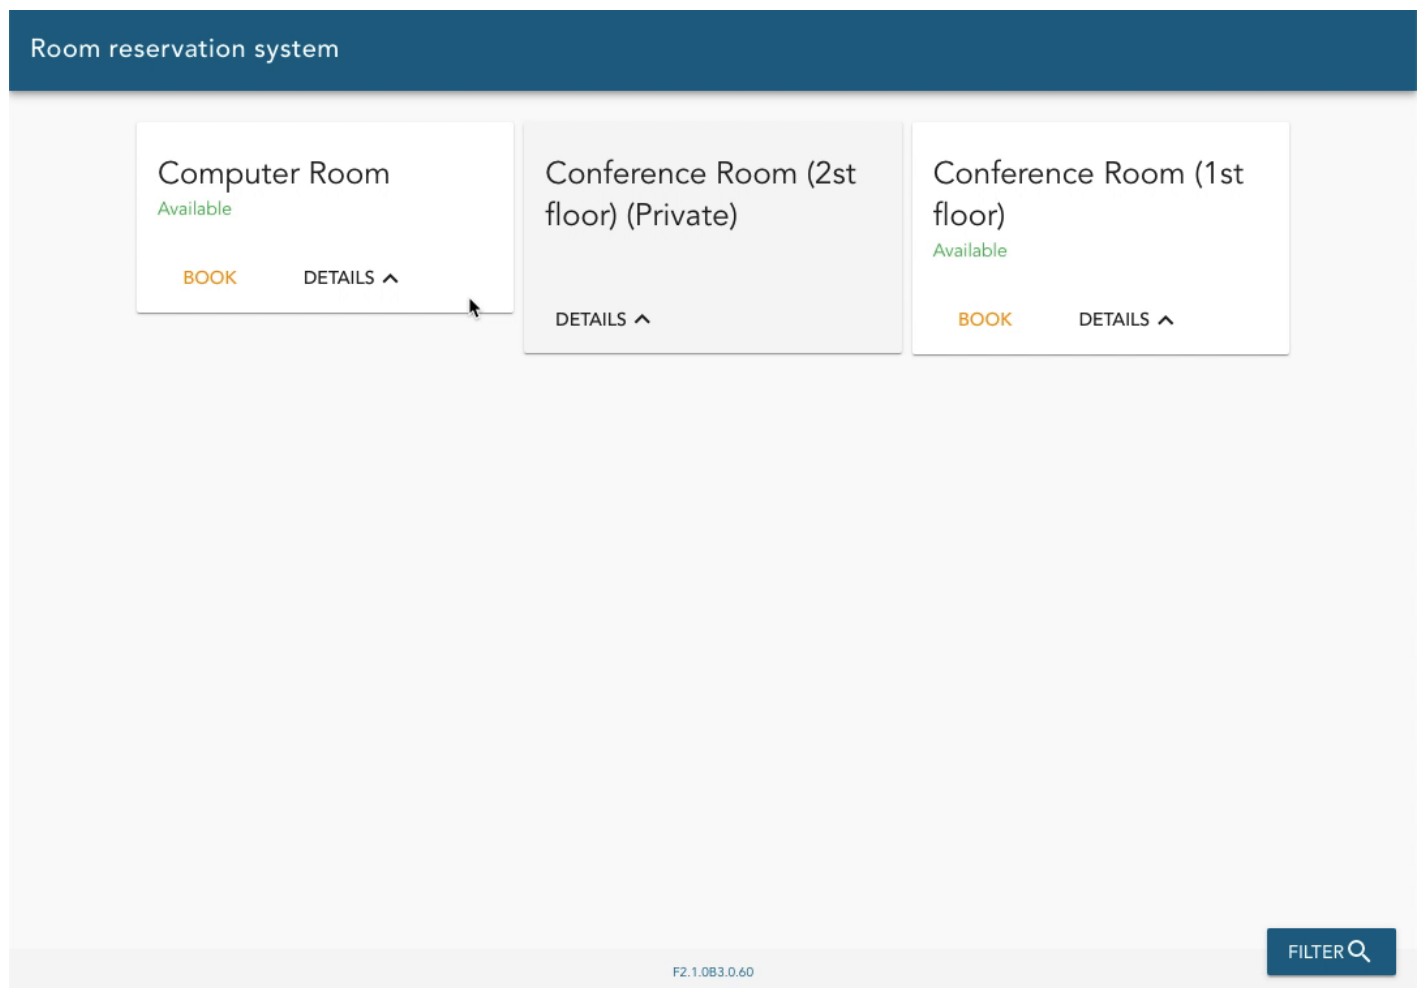 Room reservation system
Computer Room
Available
BOOK DETAILS
Conference Room (2st
floor) (Private)
DETAILS
Conference Room (1st
floor)
Available
BOOK DETAILS
FILTER
F2.1.0B3.0.60